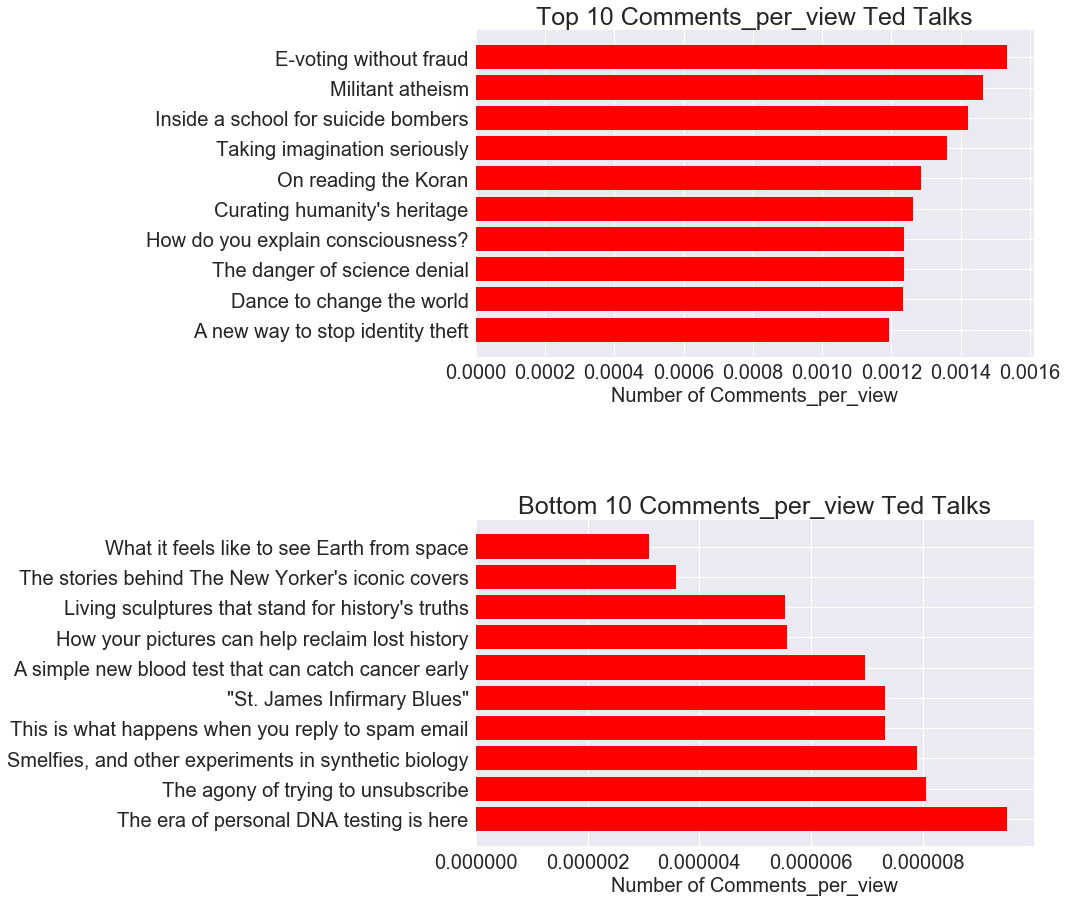 Top 10 Comments_per_view Ted Talks
E-voting without fraud
Militant atheism
Inside a school for suicide bombers
Taking imagination seriously
On reading the Koran
Curating humanity's heritage
How do you explain consciousness?
The danger of science denial
Dance to change the world
A new way to stop identity theft
0.0000 0.0002 0.0004 0.0006 0.0008 0.0010 0.0012 0.0014 0.0016
Number of Comments_per_view
Bottom 10 Comments_per_view Ted Talks
What it feels like to see Earth from space
The stories behind The New Yorker's iconic covers
Living sculptures that stand for history's truths
How your pictures can help reclaim lost history
A simple new blood test that can catch cancer early
"St. James Infirmary Blues"
This is what happens when you reply to spam email
Smelfies, and other experiments in synthetic biology
The agony of trying to unsubscribe
The era of personal DNA testing is here
0.000000 0.000002 0.000004 0.000006 0.000008
Number of Comments_per_view